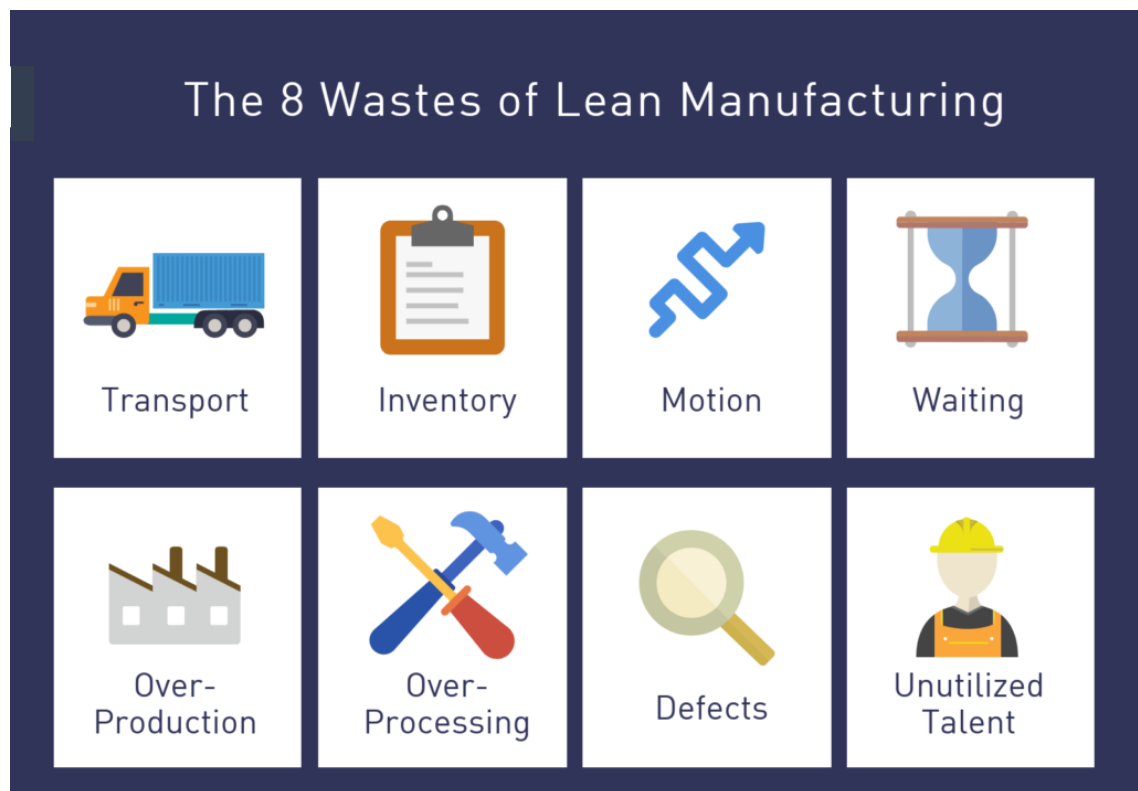 The 8 Wastes of Lean Manufacturing
Transport
Inventory
Motion
Waiting
Over-
Production
Over-
Processing
Defects
Unutilized
Talent